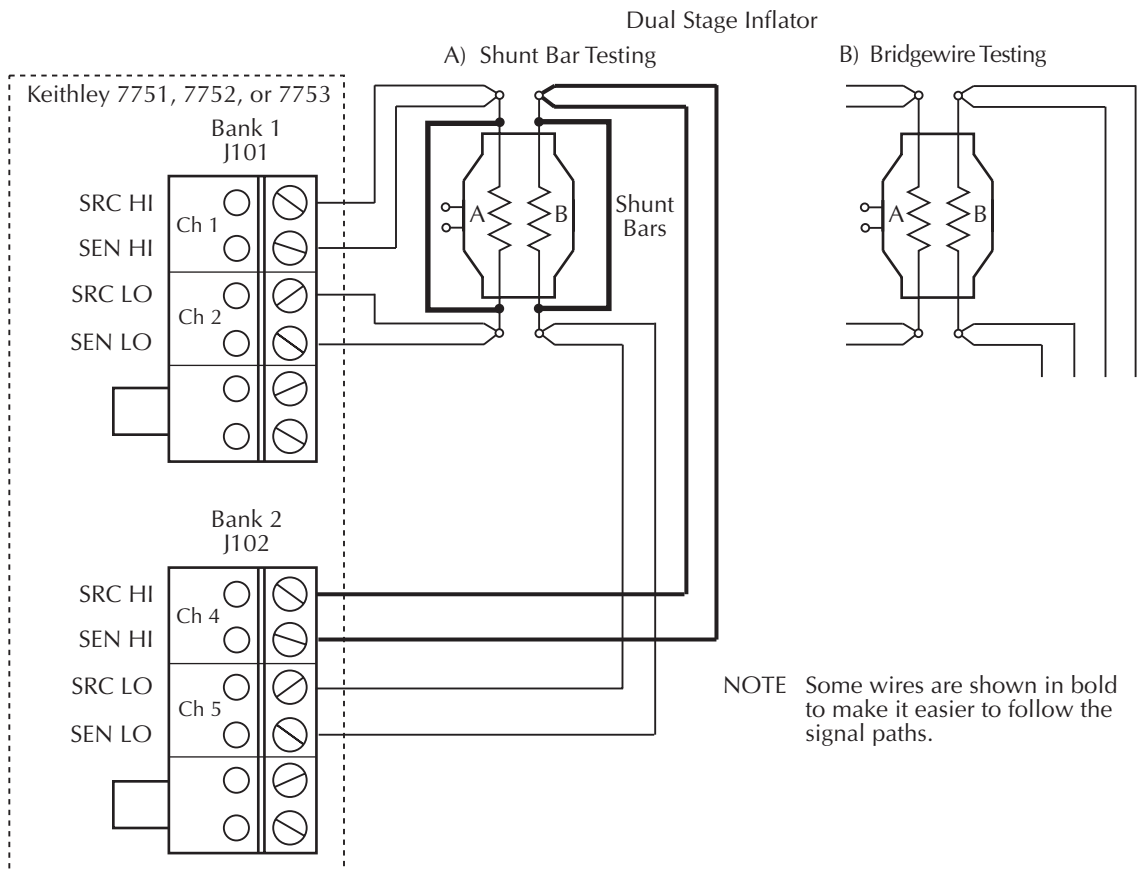 Dual Stage Inflator
A) Shunt Bar Testing
B) Bridgewire Testing
Keithley 7751, 7752, or 7753
Bank 1
J101
SRC HI
Ch 1
SEN HI
SRC LO
Ch 2
SEN LO
A
B
Shunt
Bars
A
B
Bank 2
J102
SRC HI
Ch 4
SEN HI
SRC LO
Ch 5
SEN LO
NOTE Some wires are shown in bold
to make it easier to follow the
signal paths.